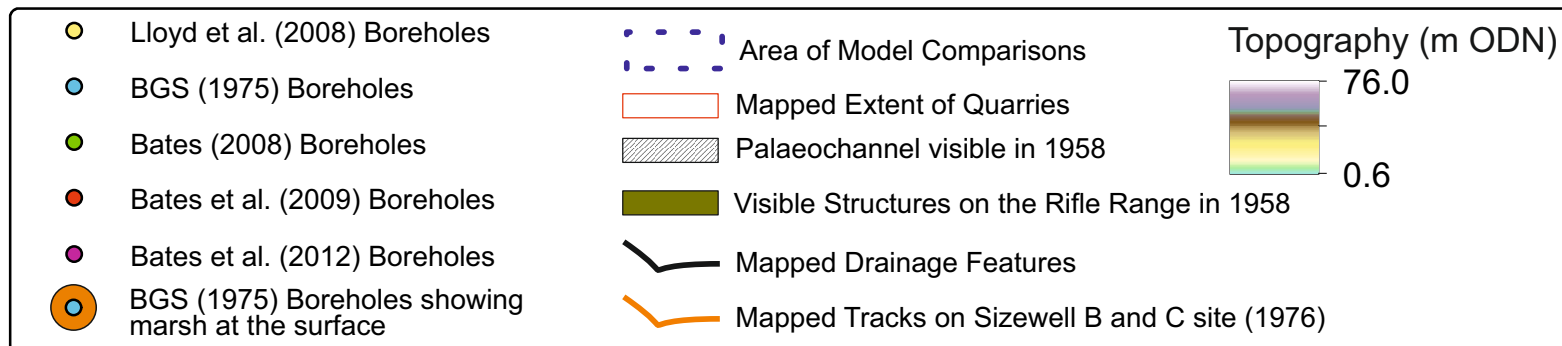 Lloyd et al. (2008) Boreholes
BGS (1975) Boreholes
Bates (2008) Boreholes
Bates et al. (2009) Boreholes
Bates et al. (2012) Boreholes
BGS (1975) Boreholes showing
marsh at the surface
Area of Model Comparisons
Mapped Extent of Quarries
Palaeochannel visible in 1958
Visible Structures on the Rifle Range in 1958
Mapped Drainage Features
Mapped Tracks on Sizewell B and C site (1976)
Topography (m ODN)
76.0
0.6